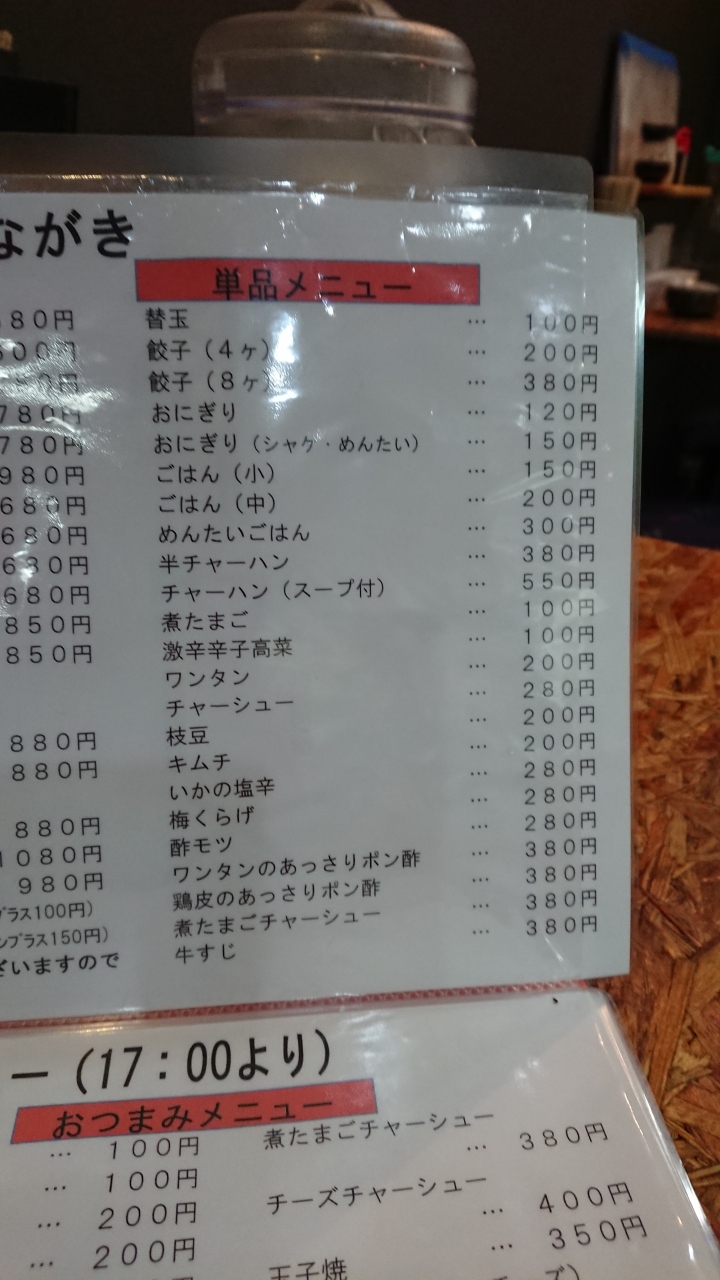 ながき
80円
00円
780円
780円
980円
680円
680円
680円
850円
850円
880円
880円
880円
1080円
980円
プラス100円）
ンプラス150円）
ざいますので
単品メニュー
替玉 … 100円
餃子（4ヶ） … 200円
餃子（8ヶ） … 380円
おにぎり … 120円
おにぎり（シャケ・めんたい） … 150円
ごはん（小） … 150円
ごはん（中） … 200円
めんたいごはん … 300円
半チャーハン … 380円
チャーハン（スープ付） … 550円
煮たまご … 100円
激辛辛子高菜 … 100円
ワンタン … 200円
チャーシュー … 280円
枝豆 … 200円
キムチ … 200円
いかの塩辛 … 280円
梅くらげ … 280円
酢モツ … 280円
ワンタンのあっさりポン酢 … 380円
鶏皮のあっさりポン酢 … 380円
煮たまごチャーシュー … 380円
牛すじ … 380円
ー（17：00より）
おつまみメニュー
… 100円
… 100円
… 200円
… 200円
煮たまごチャーシュー
… 380円
チーズチャーシュー
… 400円
… 350円
玉子焼